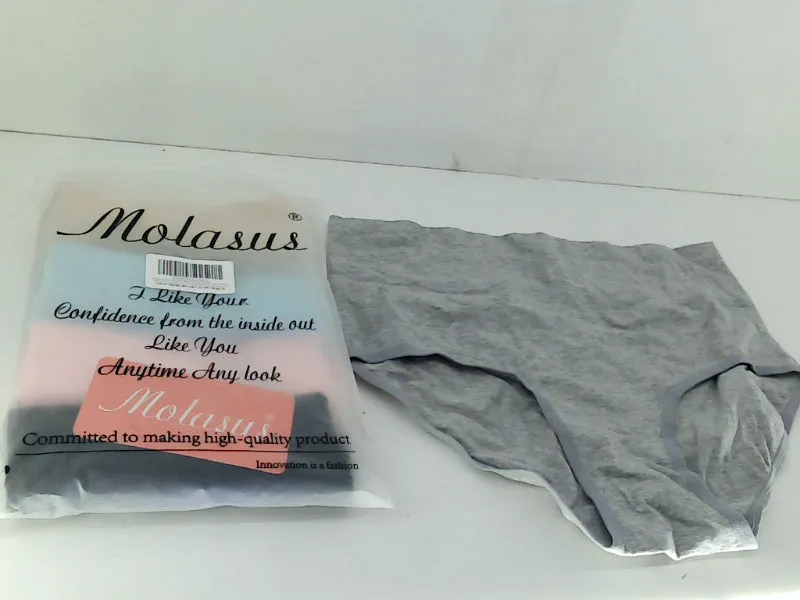 Molasus®
I Like Your
Confidence from the inside out
Like You
Anytime Any look
Molasus
Committed to making high-quality product
Innovation is a fashion